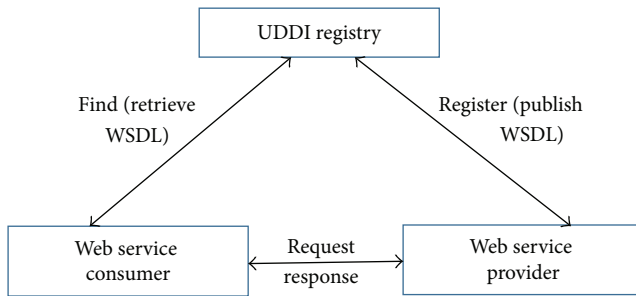 UDDI registry
Find (retrieve
WSDL)
Register (publish
WSDL)
Web service
consumer
Request
response
Web service
provider